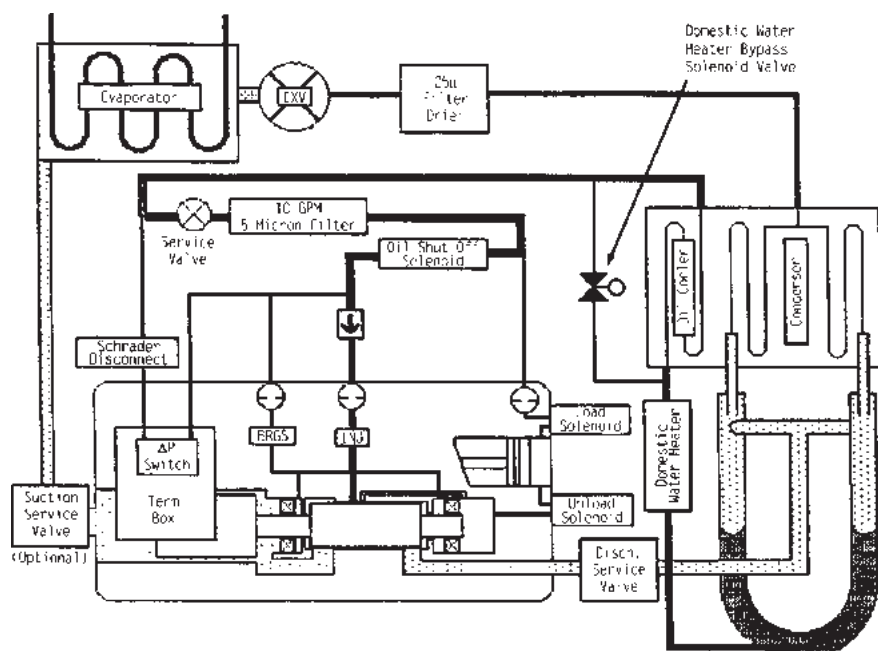 Domestic Water
Heater Bypass
Solenoid Valve
Evaporator
EXV
25u
Filter
Drier
10 GPM
5 Micron Filter
Service
Valve
Oil Shut Off
Solenoid
Oil Cooler
Condenser
Schrader
Disconnect
BRGS
INJ
Load
Solenoid
Domestic
Water Heater
ΔP
Switch
Term
Box
Suction
Service
Valve
(Optional)
Unload
Solenoid
Disch.
Service
Valve